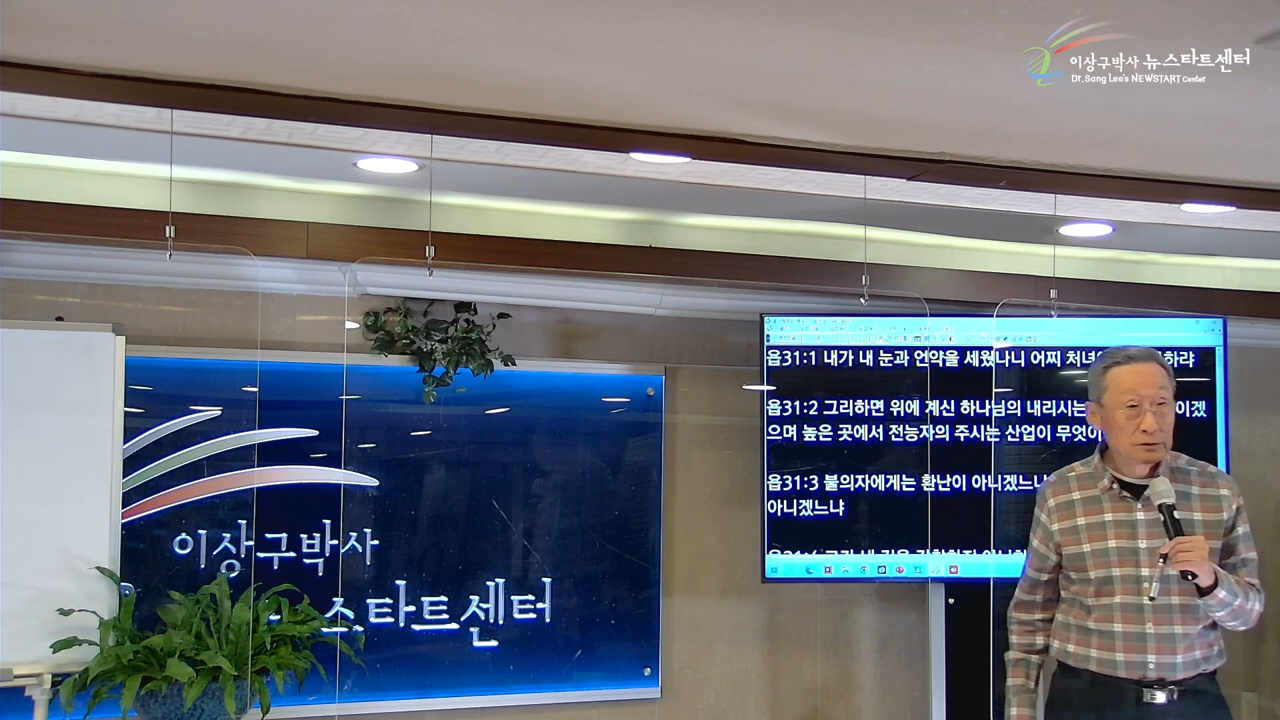 이상구박사 뉴스타트센터
Dr. Sang Lee's NEWSTART Center
욥31:1 내가 내 눈과 언약을 세웠나니 어찌 하랴
욥31:2 그리하면 위에 계신 하나님의 내리시는 이겠
으며 높은 곳에서 전능자의 주시는 산업이 무엇이
욥31:3 불의자에게는 환난이 아니겠느냐
아니겠느냐
이상구박사
스타트센터